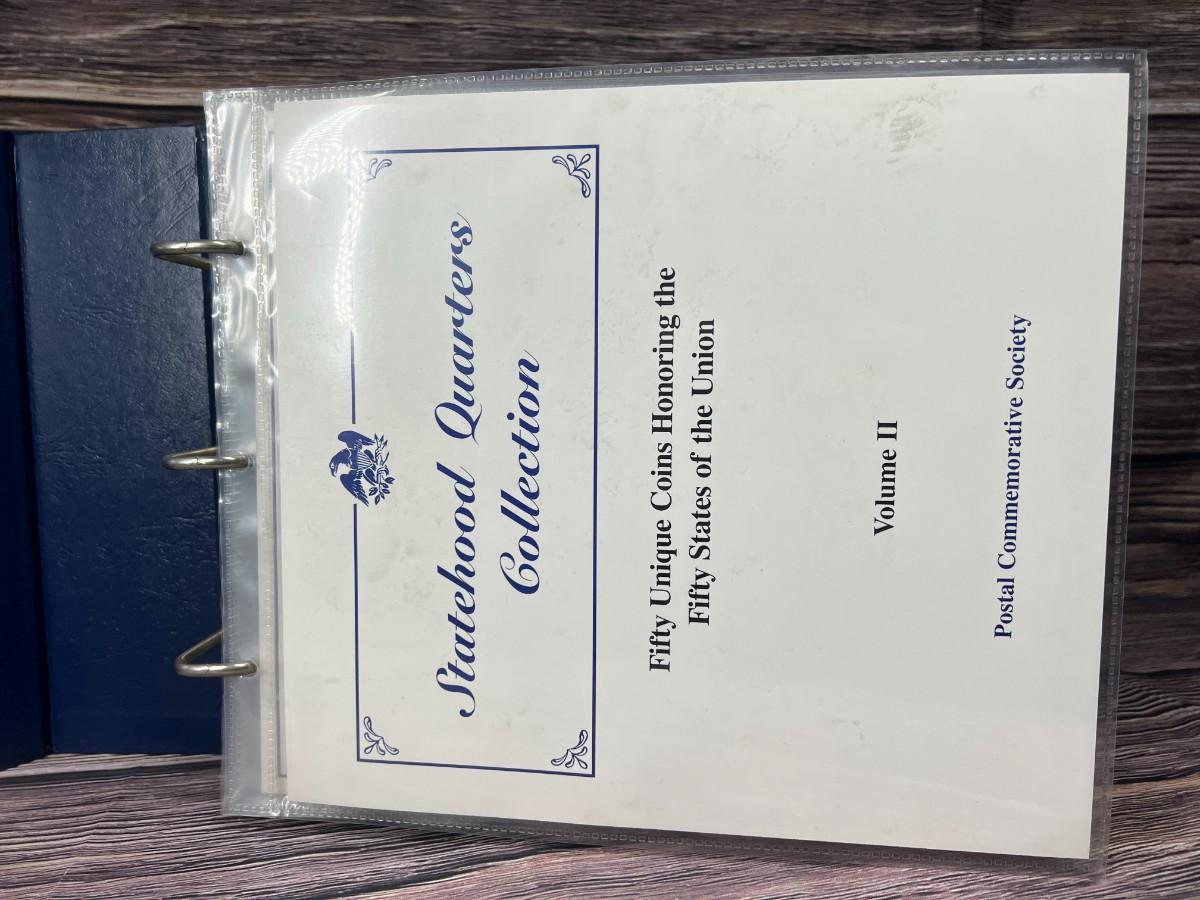 Statehood Quarters
Collection
Fifty Unique Coins Honoring the
Fifty States of the Union
Volume II
Postal Commemorative Society